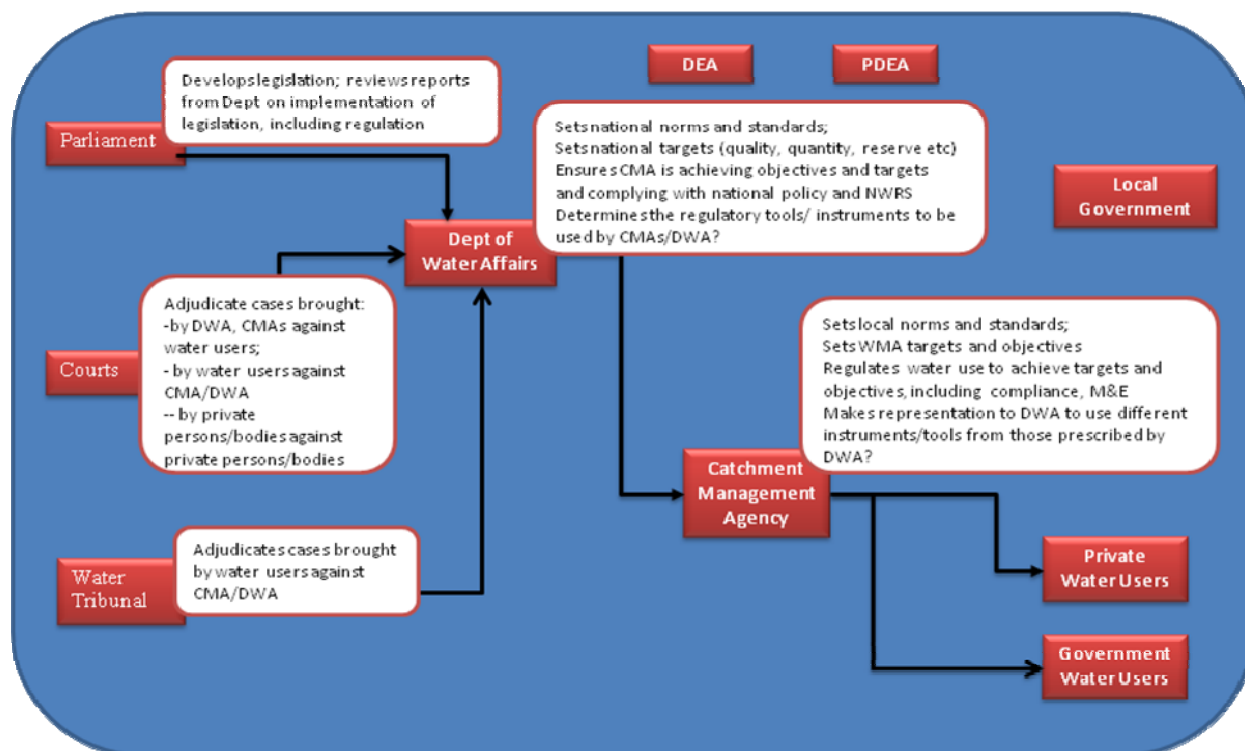 DEA
PDEA
Develops legislation; reviews reports
from Dept on implementation of
legislation, including regulation
Parliament
Sets national norms and standards;
Sets national targets (quality, quantity, reserve etc)
Ensures CMA is achieving objectives and targets
and complying with national policy and NWRS
Determines the regulatory tools/ instruments to be
used by CMAs/DWA?
Local
Government
Dept of
Water Affairs
Adjudicate cases brought:
-by DWA, CMAs against
water users;
- by water users against
CMA/DWA
-- by private
persons/bodies against
private persons/bodies
Courts
Sets local norms and standards;
Sets WMA targets and objectives
Regulates water use to achieve targets and
objectives, including compliance, M&E
Makes representation to DWA to use different
instruments/tools from those prescribed by
DWA?
Catchment
Management
Agency
Adjudicates cases brought
by water users against
CMA/DWA
Water
Tribunal
Private
Water Users
Government
Water Users